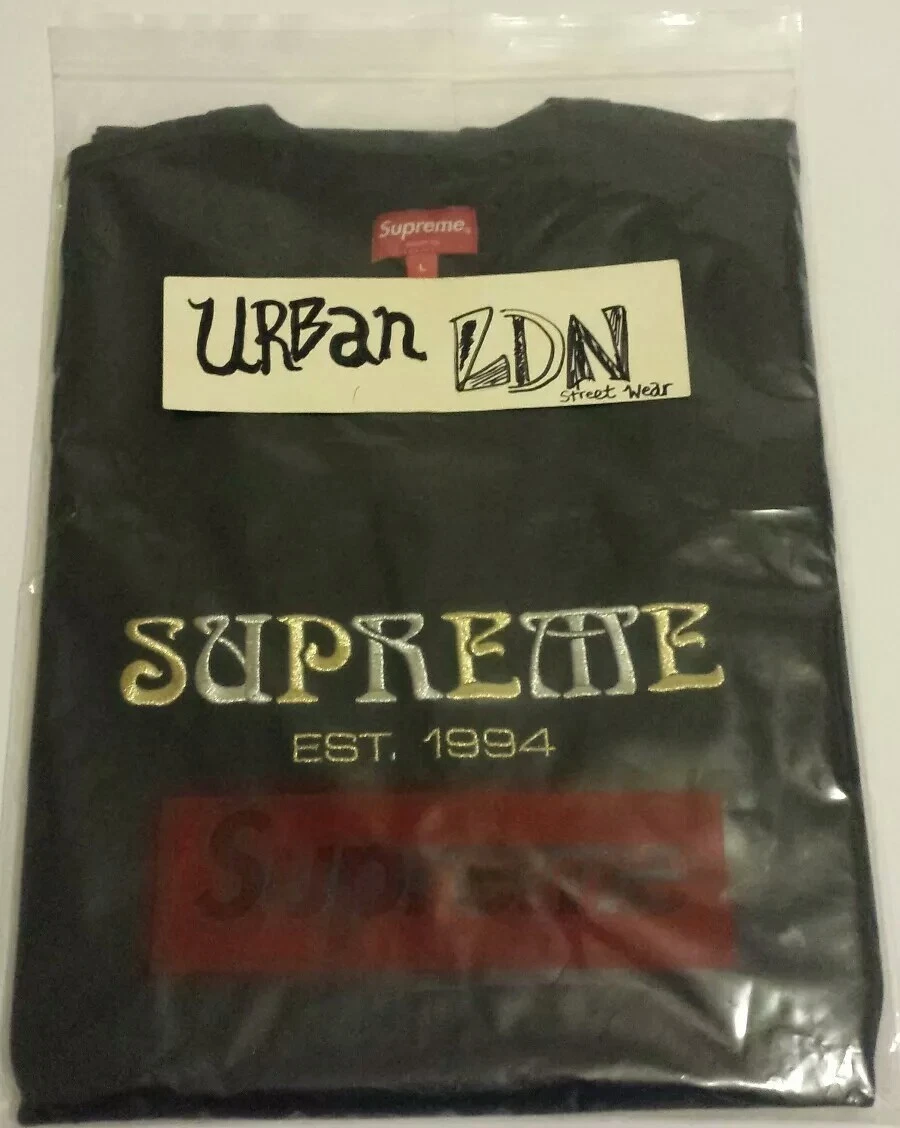 Supreme
L
URBan LDN
Street Wear
SUPREME
EST. 1994
Supreme